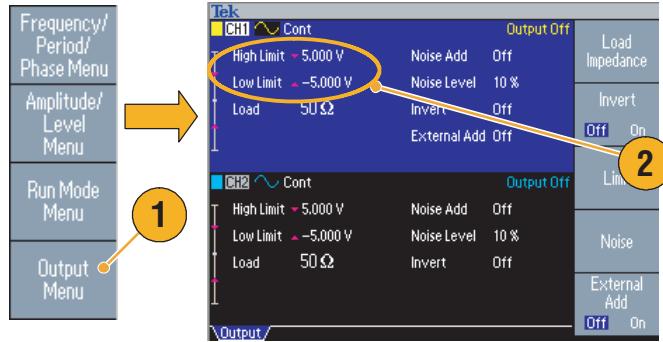 Frequency/
Period/
Phase Menu
Amplitude/
Level
Menu
Run Mode
Menu
Output
Menu
1
Tek
CH1 Cont Output Off
High Limit 5.000 V Noise Add Off
Low Limit -5.000 V Noise Level 10 %
Load 50 Ω Invert Off
External Add Off
CH2 Cont Output Off
High Limit 5.000 V Noise Add Off
Low Limit -5.000 V Noise Level 10 %
Load 50 Ω Invert Off
Output
Load
Impedance
Invert
Off On
2
Noise
External
Add
Off On